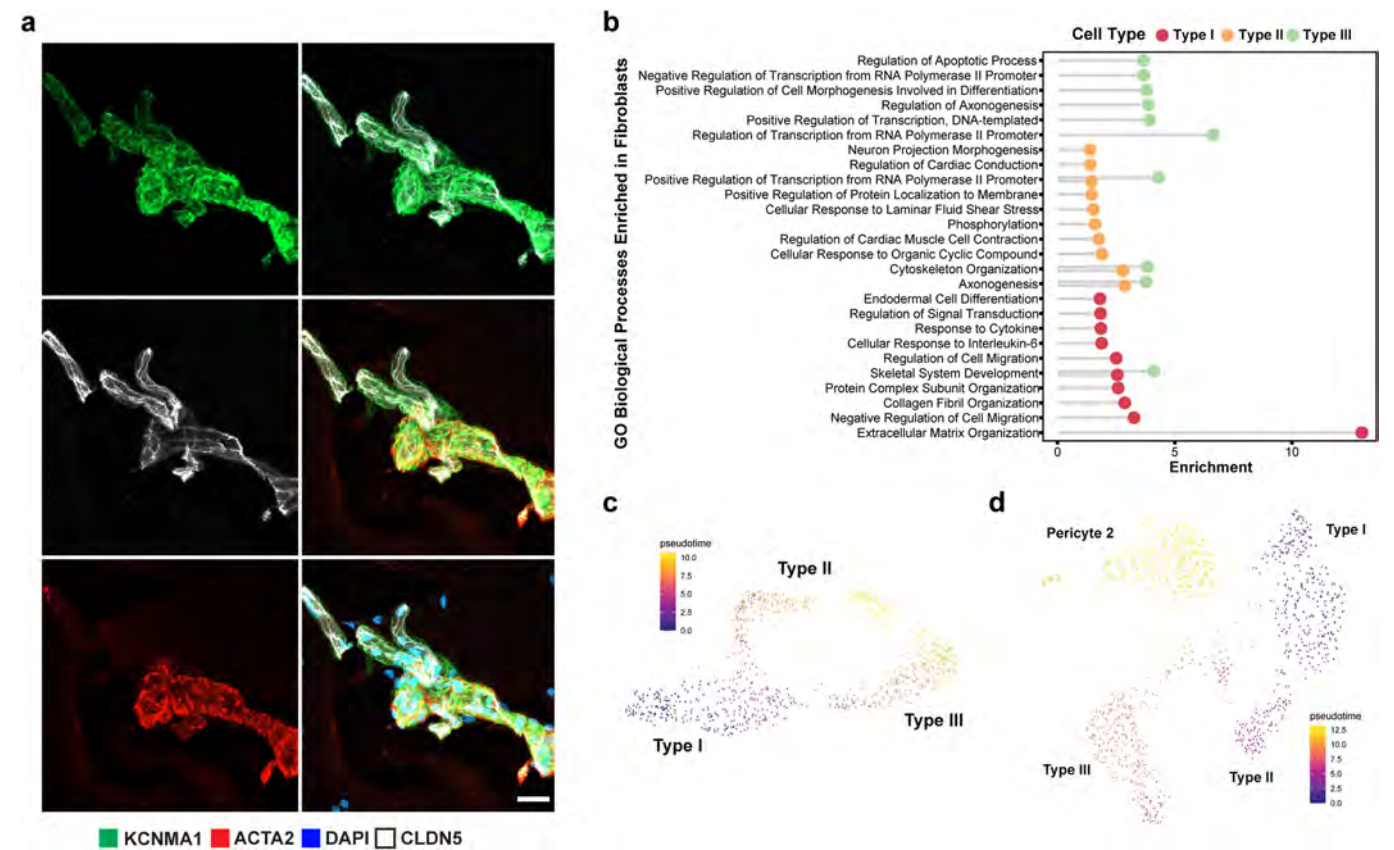 a
KCNMA1 ACTA2 DAPI CLDN5
b
Cell Type Type I Type II Type III
GO Biological Processes Enriched in Fibroblasts
Regulation of Apoptotic Process
Negative Regulation of Transcription from RNA Polymerase II Promoter
Positive Regulation of Cell Morphogenesis Involved in Differentiation
Regulation of Axonogenesis
Positive Regulation of Transcription, DNA-templated
Regulation of Transcription from RNA Polymerase II Promoter
Neuron Projection Morphogenesis
Regulation of Cardiac Conduction
Positive Regulation of Transcription from RNA Polymerase II Promoter
Positive Regulation of Protein Localization to Membrane
Cellular Response to Laminar Fluid Shear Stress
Phosphorylation
Regulation of Cardiac Muscle Cell Contraction
Cellular Response to Organic Cyclic Compound
Cytoskeleton Organization
Axonogenesis
Endodermal Cell Differentiation
Regulation of Signal Transduction
Response to Cytokine
Cellular Response to Interleukin-6
Regulation of Cell Migration
Skeletal System Development
Protein Complex Subunit Organization
Collagen Fibril Organization
Negative Regulation of Cell Migration
Extracellular Matrix Organization
0 5 10
Enrichment
c
pseudotime
10.0
7.5
5.0
2.5
0.0
Type II
Type III
Type I
d
Pericyte 2
Type I
Type III
Type II
pseudotime
12.5
10.0
7.5
5.0
2.5
0.0